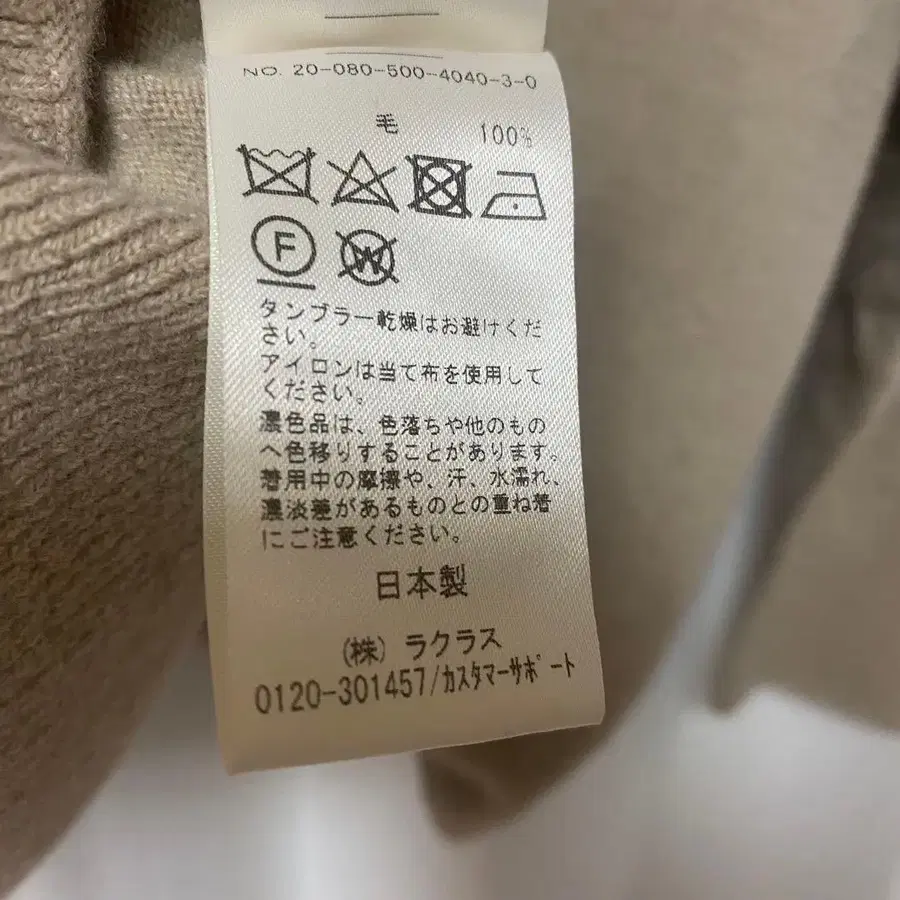 NO. 20-080-500-4040-3-0
毛 100%
F
W
タンブラー乾燥はお避けくだ
さい。
アイロンは当て布を使用して
ください。
濃色品は、色落ちや他のもの
へ色移りすることがあります。
着用中の摩擦や、汗、水濡れ、
濃淡差があるものとの重ね着
にご注意ください。
日本製
(株) ラクラス
0120-301457/カスタマーサポート